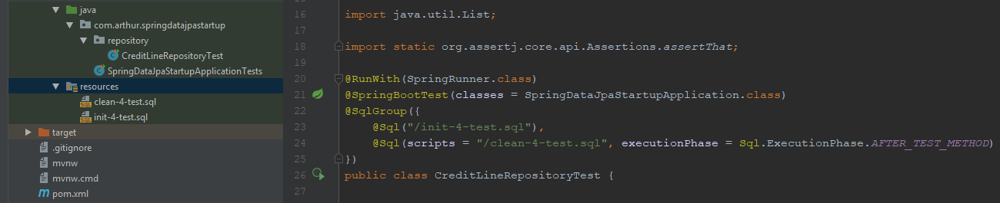 java
com.arthur.springdatajpastartup
repository
CreditLineRepositoryTest
SpringDataJpaStartupApplicationTests
resources
clean-4-test.sql
init-4-test.sql
target
.gitignore
mvnw
mvnw.cmd
pom.xml
16 import java.util.List;
17
18 import static org.assertj.core.api.Assertions.assertThat;
19
20 @RunWith(SpringRunner.class)
21 @SpringBootTest(classes = SpringDataJpaStartupApplication.class)
22 @SqlGroup({
23 @Sql("/init-4-test.sql"),
24 @Sql(scripts = "/clean-4-test.sql", executionPhase = Sql.ExecutionPhase.AFTER_TEST_METHOD)
25 })
26 public class CreditLineRepositoryTest {
27